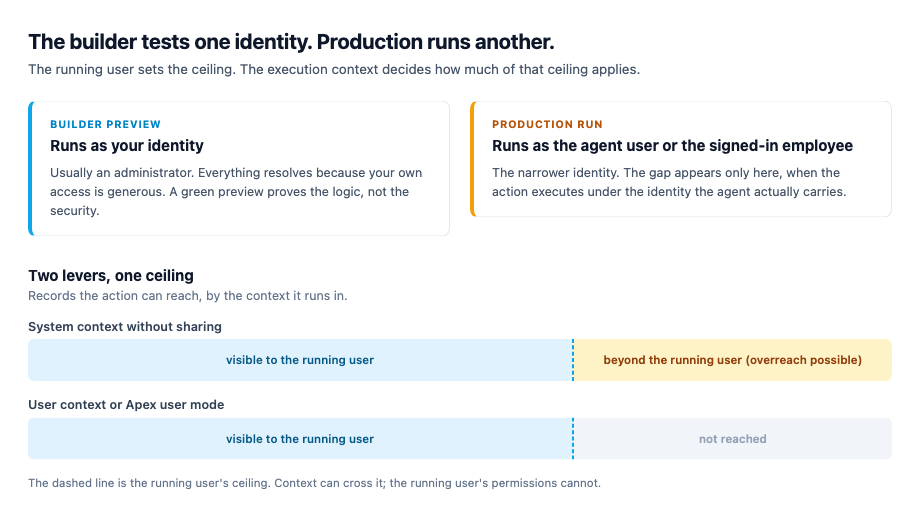 The builder tests one identity. Production runs another.
The running user sets the ceiling. The execution context decides how much of that ceiling applies.
BUILDER PREVIEW
Runs as your identity
Usually an administrator. Everything resolves because your own
access is generous. A green preview proves the logic, not the
security.
PRODUCTION RUN
Runs as the agent user or the signed-in employee
The narrower identity. The gap appears only here, when the
action executes under the identity the agent actually carries.
Two levers, one ceiling
Records the action can reach, by the context it runs in.
System context without sharing
visible to the running user
beyond the running user (overreach possible)
User context or Apex user mode
visible to the running user
not reached
The dashed line is the running user's ceiling. Context can cross it; the running user's permissions cannot.